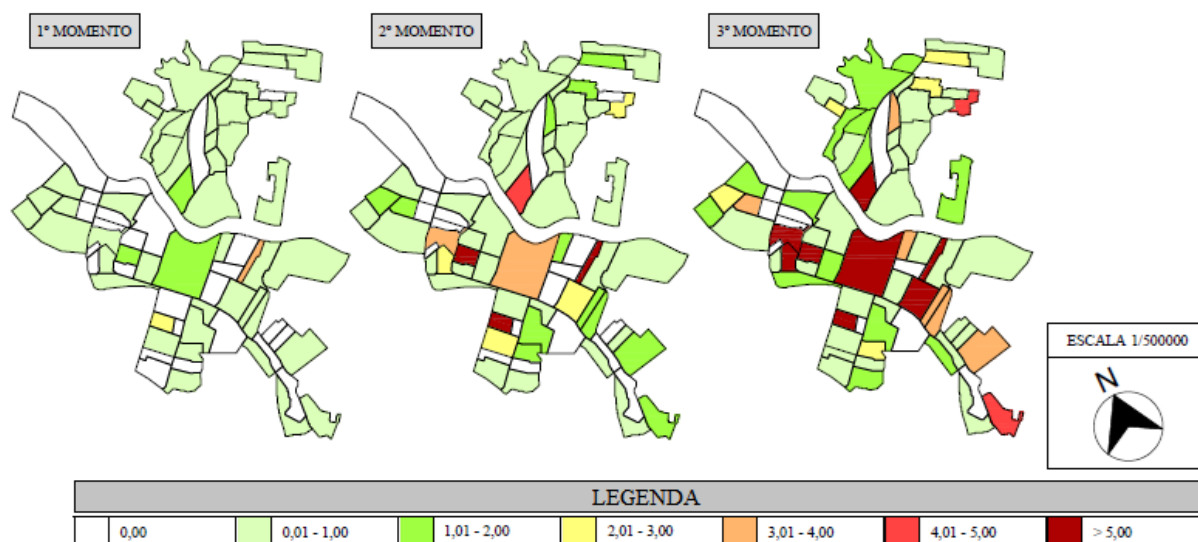 1º MOMENTO
2º MOMENTO
3º MOMENTO
ESCALA 1/500000
N
LEGENDA
0,00
0,01 - 1,00
1,01 - 2,00
2,01 - 3,00
3,01 - 4,00
4,01 - 5,00
> 5,00